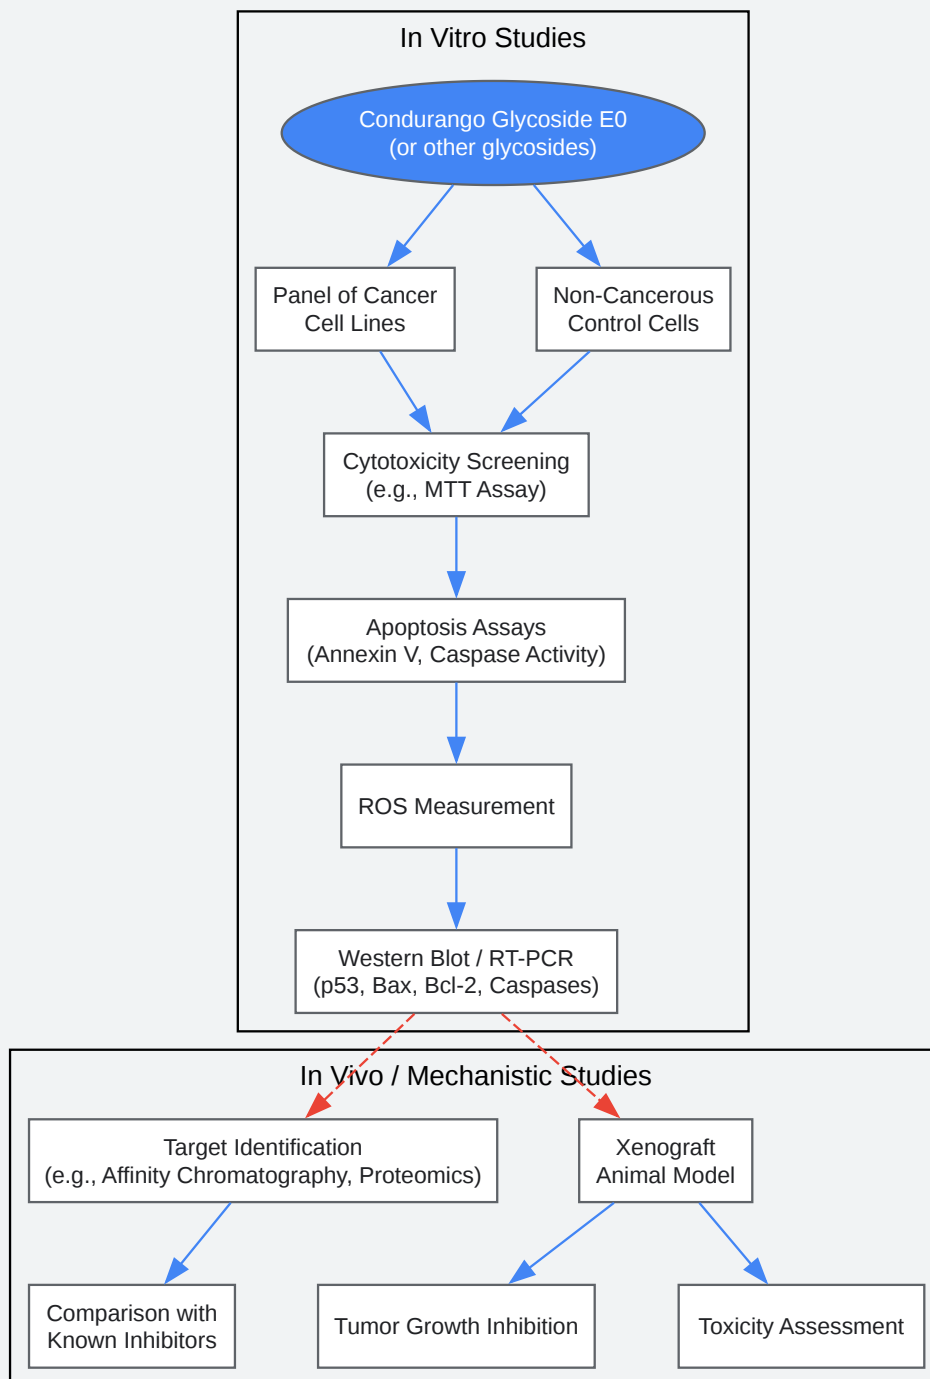 In Vitro Studies
Condurango Glycoside E0
(or other glycosides)
Panel of Cancer
Cell Lines
Non-Cancerous
Control Cells
Cytotoxicity Screening
(e.g., MTT Assay)
Apoptosis Assays
(Annexin V, Caspase Activity)
ROS Measurement
Western Blot / RT-PCR
(p53, Bax, Bcl-2, Caspases)
In Vivo / Mechanistic Studies
Target Identification
(e.g., Affinity Chromatography, Proteomics)
Xenograft
Animal Model
Comparison with
Known Inhibitors
Tumor Growth Inhibition
Toxicity Assessment